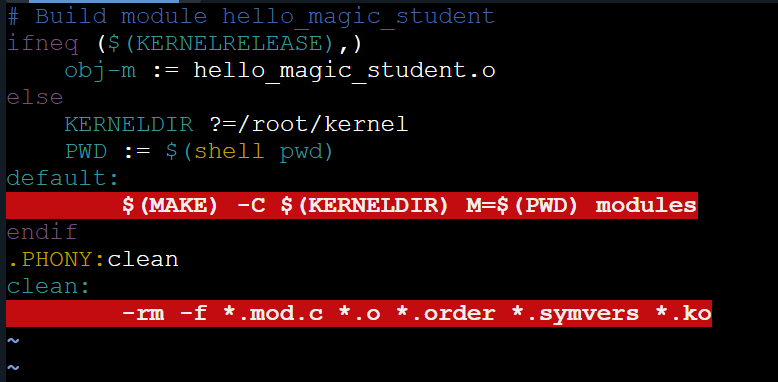 # Build module hello_magic_student
ifneq ($(KERNELRELEASE),)
    obj-m := hello_magic_student.o
else
    KERNELDIR ?=/root/kernel
    PWD := $(shell pwd)
default:
        $(MAKE) -C $(KERNELDIR) M=$(PWD) modules
endif
.PHONY:clean
clean:
        -rm -f *.mod.c *.o *.order *.symvers *.ko
~
~